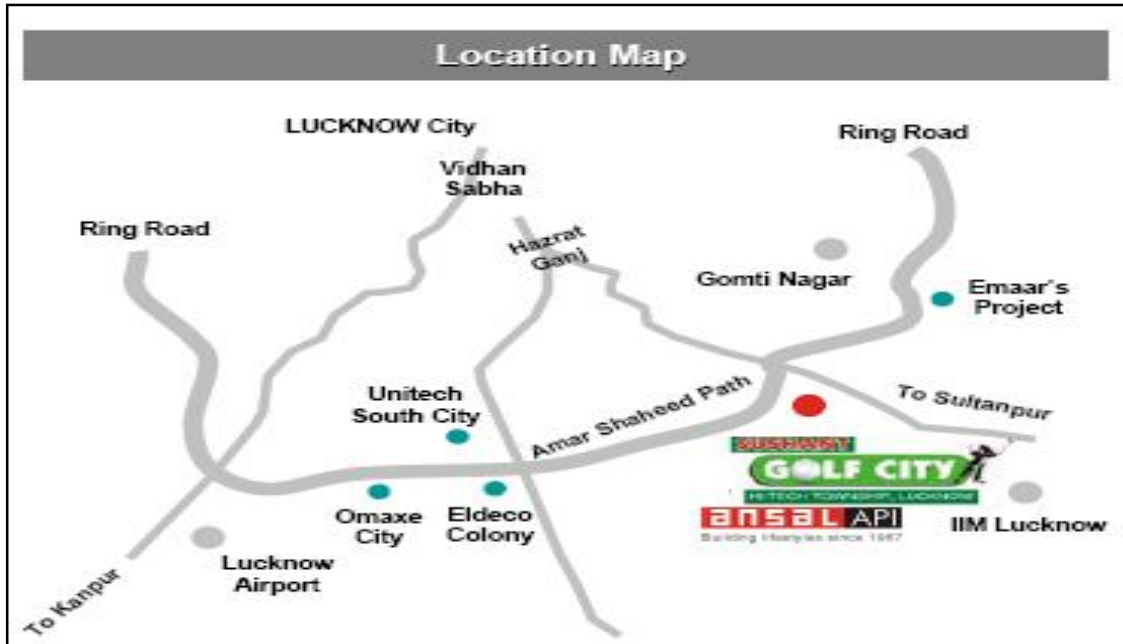 Location Map
LUCKNOW City
Ring Road
Vidhan
Sabha
Ring Road
Hazrat
Ganj
Gomti Nagar
Emaar's
Project
Unitech
South City
Amar Shaheed Path
To Sultanpur
SUSHANT
GOLF CITY
HI-TECH TOWNSHIP, LUCKNOW
ansal API
Building lifestyles since 1967
IIM Lucknow
Omaxe
City
Eldeco
Colony
Lucknow
Airport
To Kanpur